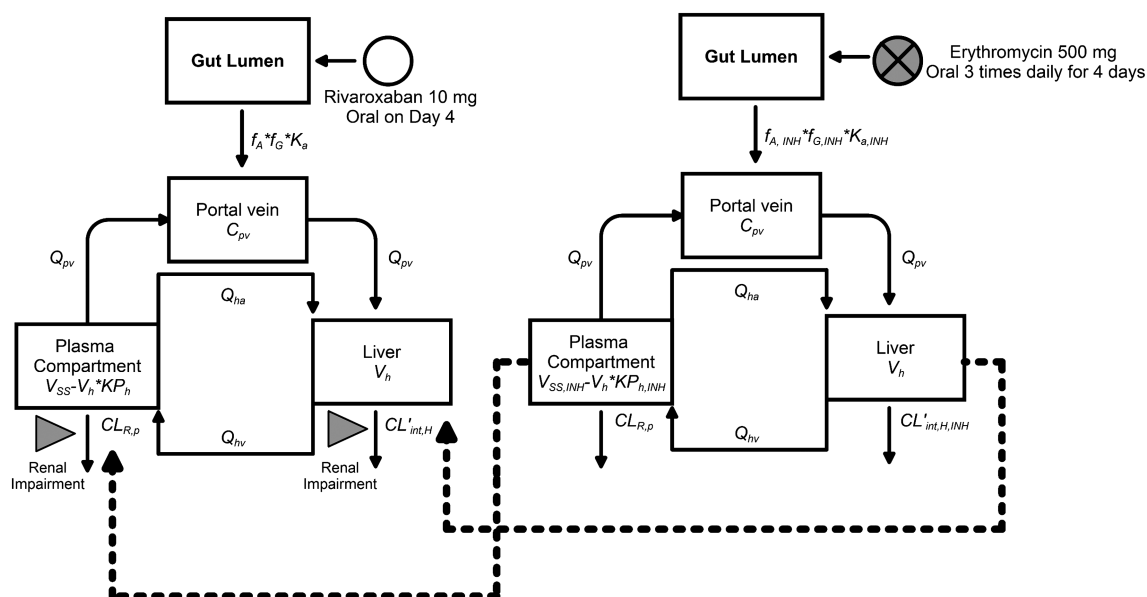 Gut Lumen
Rivaroxaban 10 mg
Oral on Day 4
f_A*f_G*K_a
Portal vein
C_pv
Q_pv
Q_pv
Q_ha
Plasma
Compartment
V_SS-V_h*KP_h
Liver
V_h
CL_R,p
Q_hv
CL'_int,H
Renal
Impairment
Renal
Impairment
Gut Lumen
Erythromycin 500 mg
Oral 3 times daily for 4 days
f_A, INH*f_G,INH*K_a,INH
Portal vein
C_pv
Q_pv
Q_pv
Q_ha
Plasma
Compartment
V_SS,INH-V_h*KP_h,INH
Liver
V_h
CL_R,p
Q_hv
CL'_int,H,INH